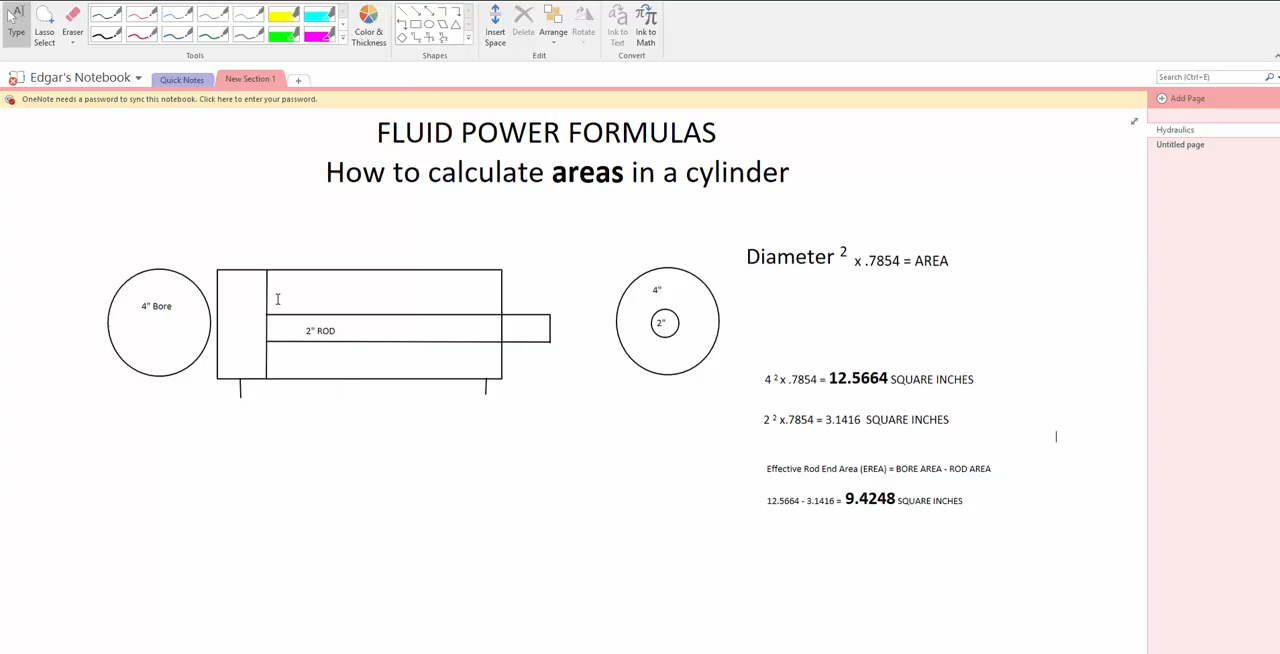 Type
Lasso
Select
Eraser
Color &
Thickness
Insert
Space
Delete
Arrange
Rotate
Ink to
Text
Ink to
Math
Tools
Shapes
Edit
Convert
Edgar's Notebook
Quick Notes
New Section 1
Search (Ctrl+E)
OneNote needs a password to sync this notebook. Click here to enter your password.
Add Page
Hydraulics
Untitled page
FLUID POWER FORMULAS
How to calculate areas in a cylinder
4" Bore
2" ROD
4"
2"
Diameter 2 x .7854 = AREA
4 2 x .7854 = 12.5664 SQUARE INCHES
2 2 x.7854 = 3.1416 SQUARE INCHES
Effective Rod End Area (EREA) = BORE AREA - ROD AREA
12.5664 - 3.1416 = 9.4248 SQUARE INCHES